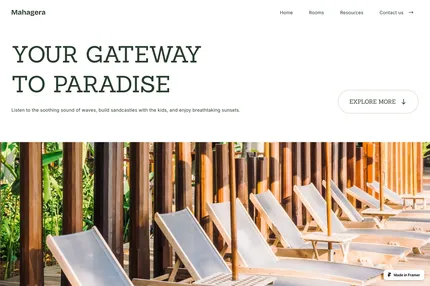 Mahagera
Home Rooms Resources Contact us →
YOUR GATEWAY
TO PARADISE
Listen to the soothing sound of waves, build sandcastles with the kids, and enjoy breathtaking sunsets.
EXPLORE MORE ↓
Made in Framer